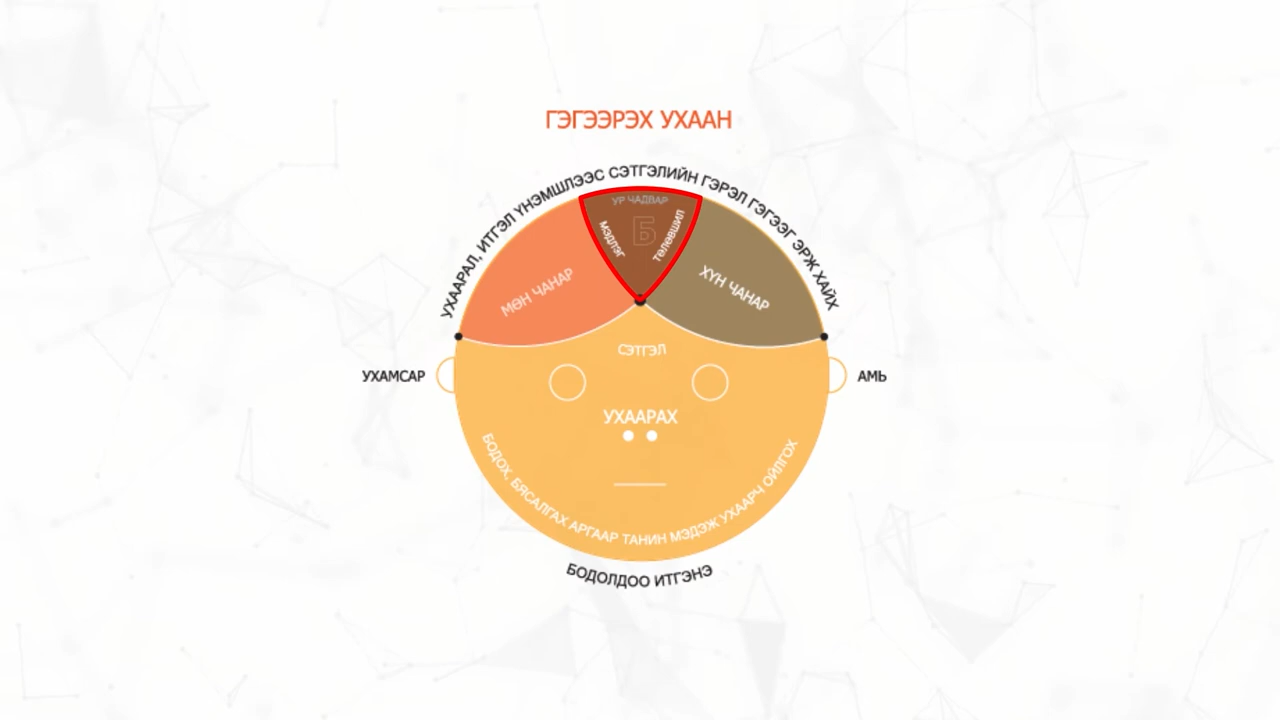 ГЭГЭЭРЭХ УХААН
УХААРАЛ, ИТГЭЛ ҮНЭМШЛЭЭС СЭТГЭЛИЙН ГЭРЭЛ ГЭГЭЭГ ЭРЖ ХАЙХ
УР ЧАДВАР
Б
МЭДЛЭГ
ТӨЛӨВШИЛ
МӨН ЧАНАР
ХҮН ЧАНАР
СЭТГЭЛ
УХАМСАР
АМЬ
УХААРАХ
БОДОХ, БЯСАЛГАХ АРГААР ТАНИН МЭДЭЖ УХААРЧ ОЙЛГОХ
БОДОЛДОО ИТГЭНЭ